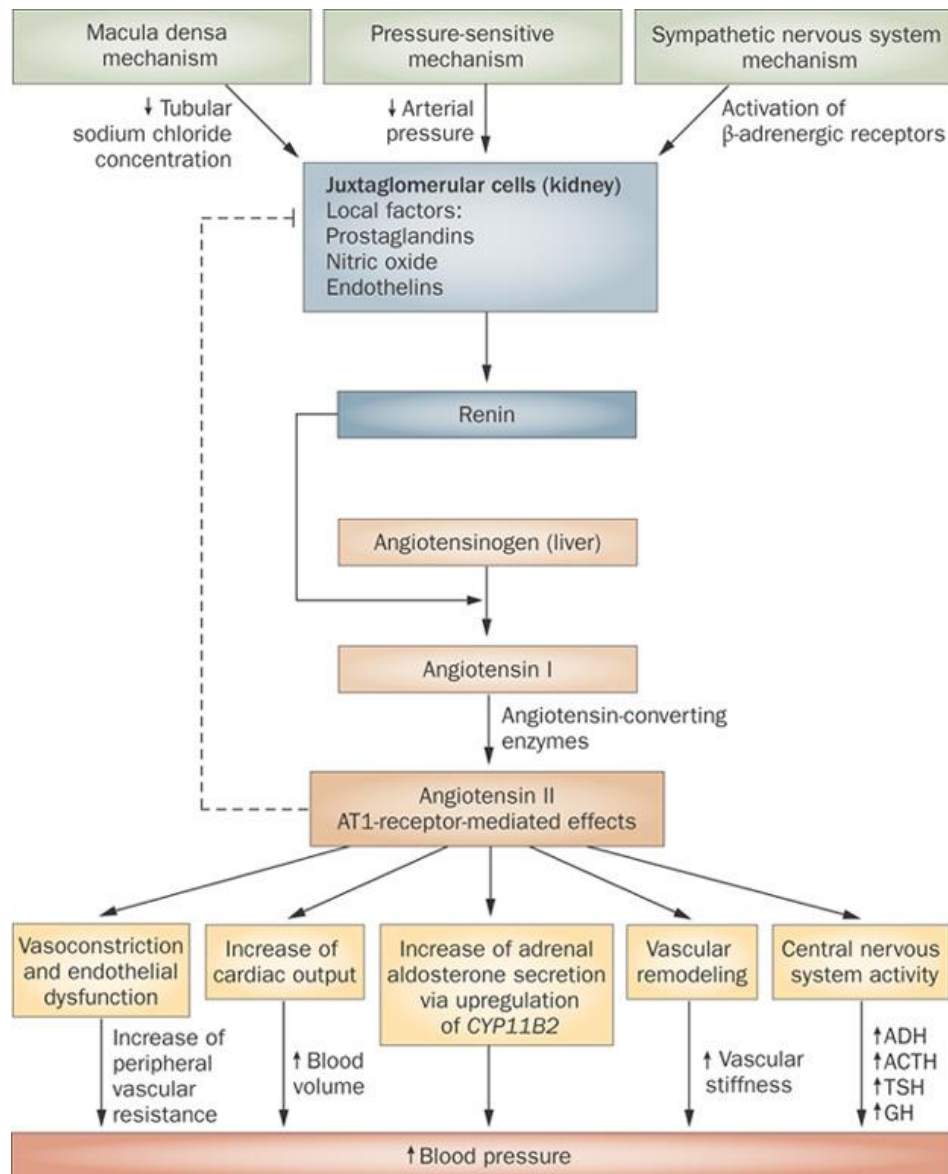 Macula densa
mechanism
Pressure-sensitive
mechanism
Sympathetic nervous system
mechanism
↓ Tubular
sodium chloride
concentration
↓ Arterial
pressure
Activation of
β-adrenergic receptors
Juxtaglomerular cells (kidney)
Local factors:
Prostaglandins
Nitric oxide
Endothelins
Renin
Angiotensinogen (liver)
Angiotensin I
Angiotensin-converting
enzymes
Angiotensin II
AT1-receptor-mediated effects
Vasoconstriction
and endothelial
dysfunction
Increase of
cardiac output
Increase of adrenal
aldosterone secretion
via upregulation
of CYP11B2
Vascular
remodeling
Central nervous
system activity
Increase of
peripheral
vascular
resistance
↑ Blood
volume
↑ Vascular
stiffness
↑ADH
↑ACTH
↑TSH
↑GH
↑Blood pressure